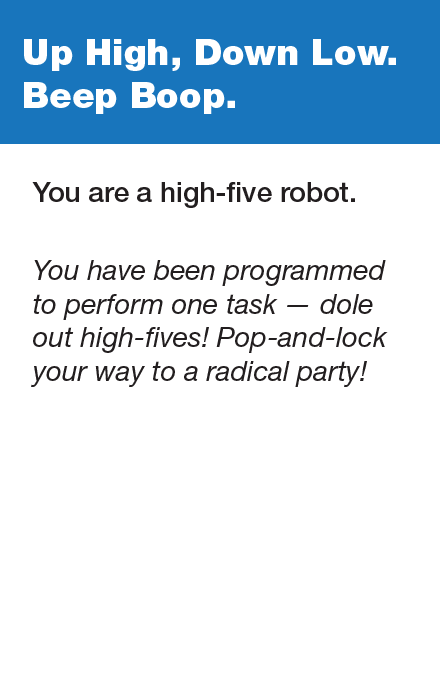 Up High, Down Low.
Beep Boop.
You are a high-five robot.
You have been programmed
to perform one task — dole
out high-fives! Pop-and-lock
your way to a radical party!